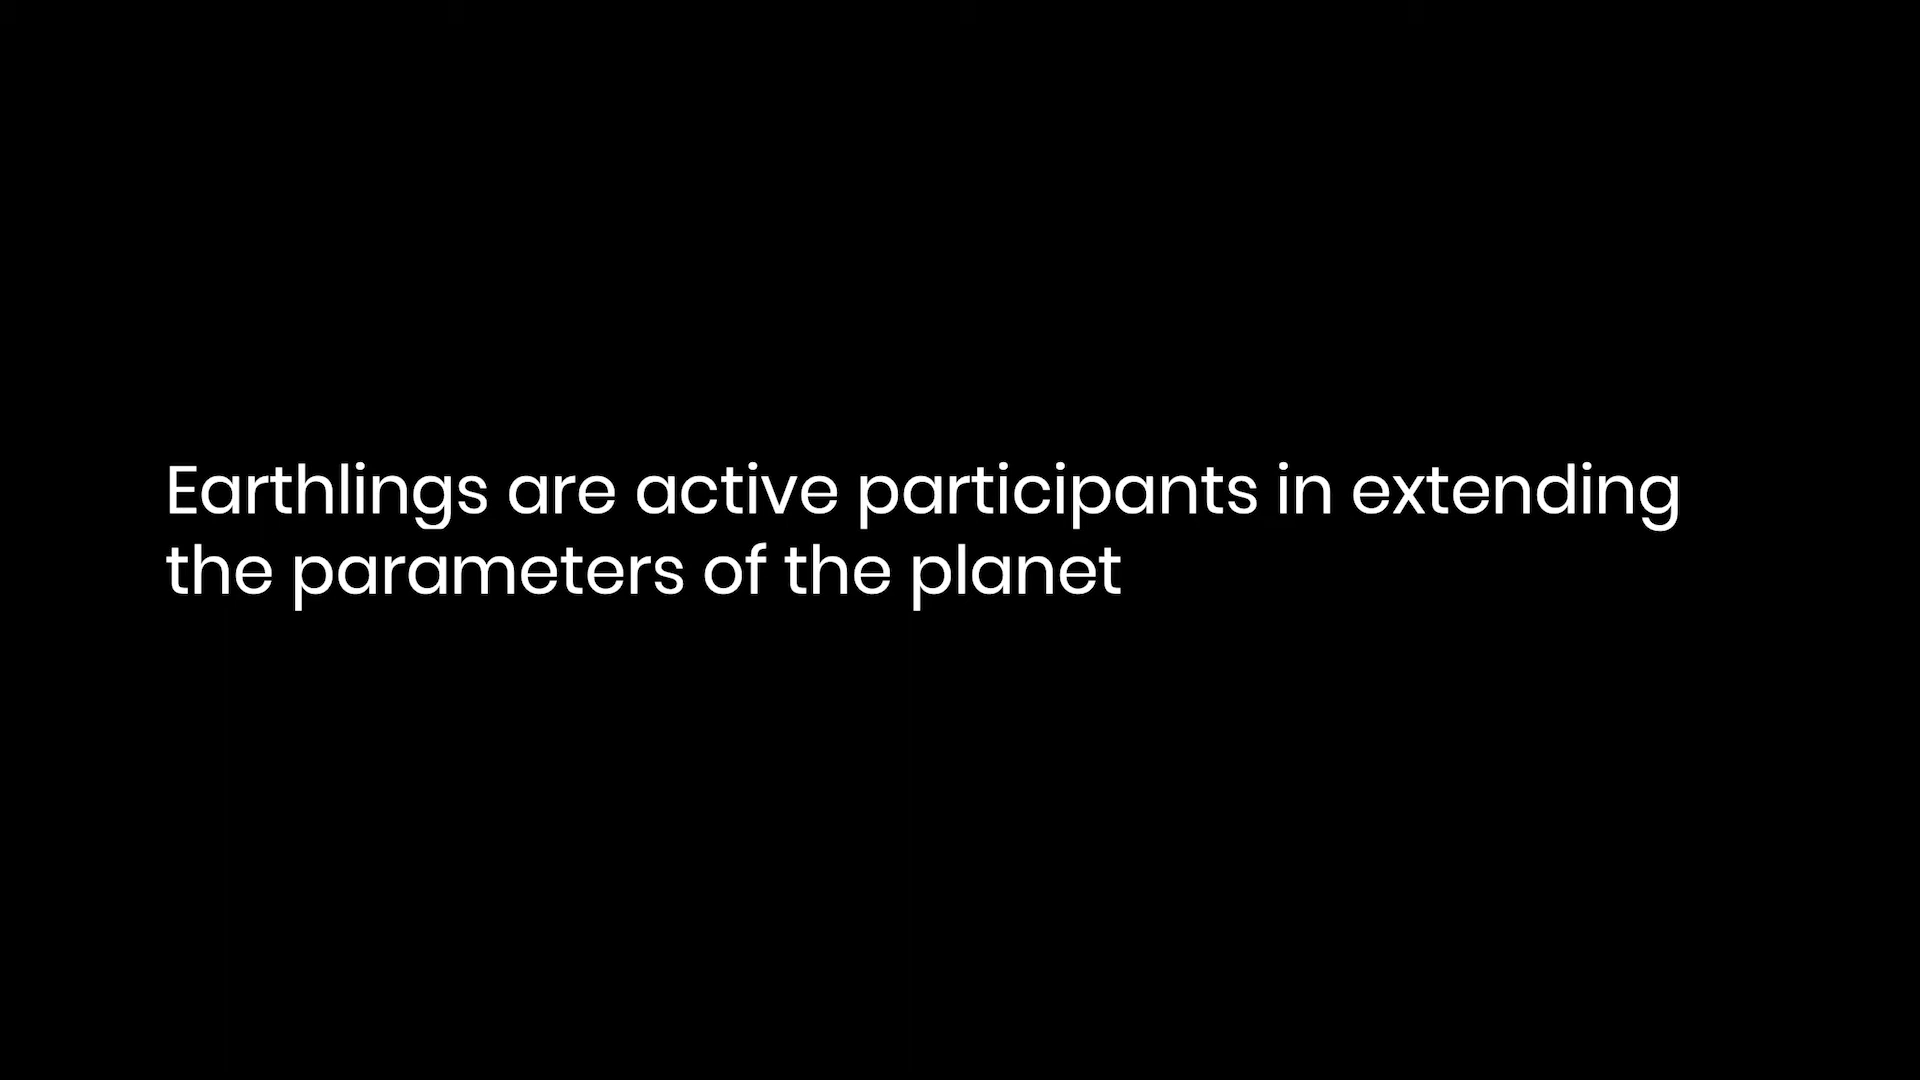 Earthlings are active participants in extending
the parameters of the planet